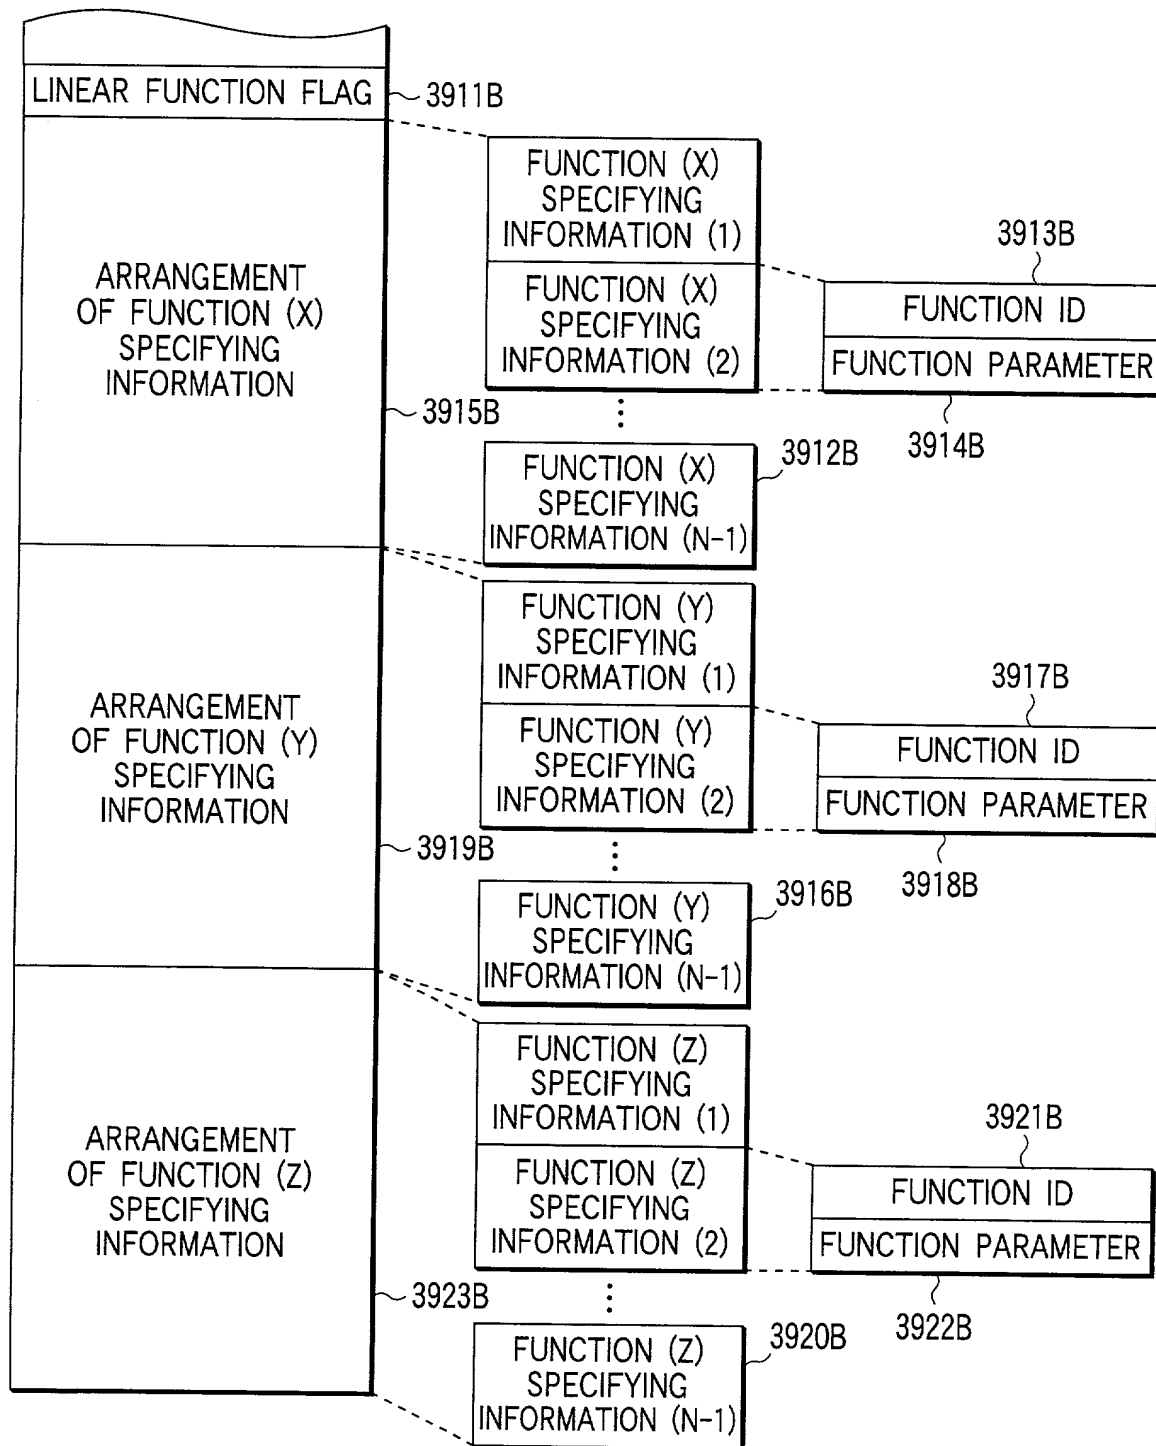 LINEAR FUNCTION FLAG
3911B
ARRANGEMENT
OF FUNCTION (X)
SPECIFYING
INFORMATION
3915B
FUNCTION (X)
SPECIFYING
INFORMATION (1)
FUNCTION (X)
SPECIFYING
INFORMATION (2)
3913B
FUNCTION ID
FUNCTION PARAMETER
3914B
3912B
FUNCTION (X)
SPECIFYING
INFORMATION (N-1)
ARRANGEMENT
OF FUNCTION (Y)
SPECIFYING
INFORMATION
3919B
FUNCTION (Y)
SPECIFYING
INFORMATION (1)
FUNCTION (Y)
SPECIFYING
INFORMATION (2)
3917B
FUNCTION ID
FUNCTION PARAMETER
3918B
3916B
FUNCTION (Y)
SPECIFYING
INFORMATION (N-1)
ARRANGEMENT
OF FUNCTION (Z)
SPECIFYING
INFORMATION
3923B
FUNCTION (Z)
SPECIFYING
INFORMATION (1)
FUNCTION (Z)
SPECIFYING
INFORMATION (2)
3921B
FUNCTION ID
FUNCTION PARAMETER
3922B
3920B
FUNCTION (Z)
SPECIFYING
INFORMATION (N-1)